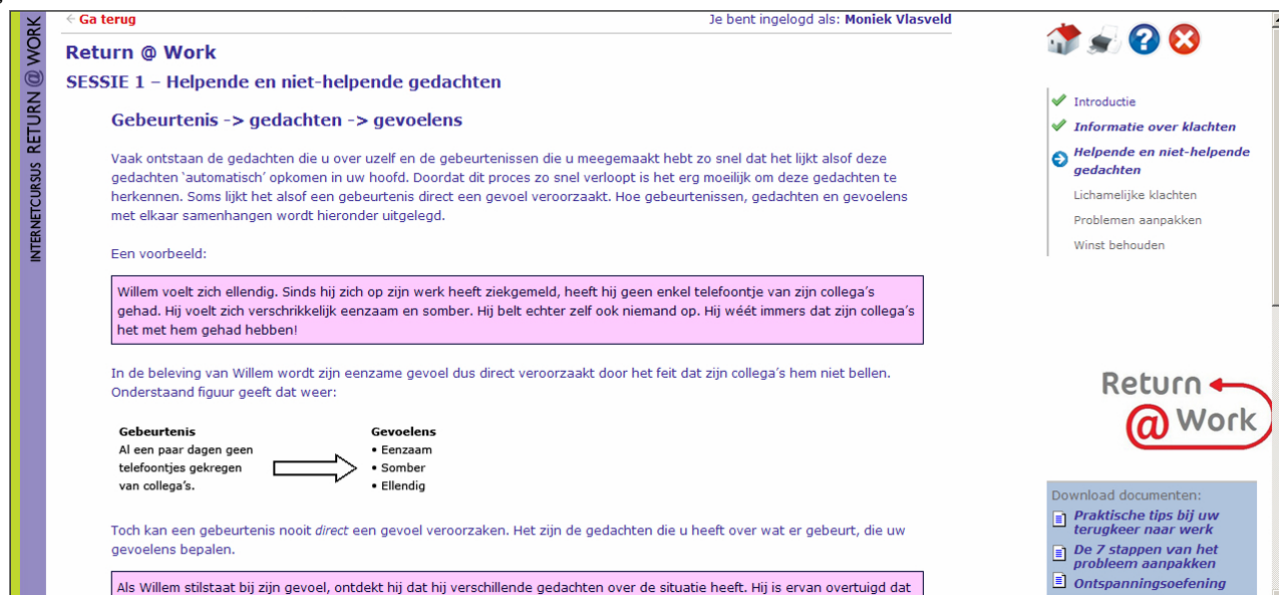 INTERNETCURSUS RETURN @ WORK
Ga terug
Je bent ingelogd als: Moniek Vlasveld
Return @ Work
SESSIE 1 – Helpende en niet-helpende gedachten
Gebeurtenis -> gedachten -> gevoelens
Vaak ontstaan de gedachten die u over uzelf en de gebeurtenissen die u meegemaakt hebt zo snel dat het lijkt alsof deze
gedachten ‘automatisch’ opkomen in uw hoofd. Doordat dit proces zo snel verloopt is het erg moeilijk om deze gedachten te
herkennen. Soms lijkt het alsof een gebeurtenis direct een gevoel veroorzaakt. Hoe gebeurtenissen, gedachten en gevoelens
met elkaar samenhangen wordt hieronder uitgelegd.
Een voorbeeld:
Willem voelt zich ellendig. Sinds hij zich op zijn werk heeft ziekgemeld, heeft hij geen enkel telefoontje van zijn collega’s
gehad. Hij voelt zich verschrikkelijk eenzaam en somber. Hij belt echter zelf ook niemand op. Hij wéét immers dat zijn collega’s
het met hem gehad hebben!
In de beleving van Willem wordt zijn eenzame gevoel dus direct veroorzaakt door het feit dat zijn collega’s hem niet bellen.
Onderstaand figuur geeft dat weer:
Gebeurtenis
Al een paar dagen geen
telefoontjes gekregen
van collega’s.
Gevoelens
• Eenzaam
• Somber
• Ellendig
Toch kan een gebeurtenis nooit direct een gevoel veroorzaken. Het zijn de gedachten die u heeft over wat er gebeurt, die uw
gevoelens bepalen.
Als Willem stilstaat bij zijn gevoel, ontdekt hij dat hij verschillende gedachten over de situatie heeft. Hij is ervan overtuigd dat
Introductie
Informatie over klachten
Helpende en niet-helpende
gedachten
Lichamelijke klachten
Problemen aanpakken
Winst behouden
Return
@ Work
Download documenten:
Praktische tips bij uw
terugkeer naar werk
De 7 stappen van het
probleem aanpakken
Ontspanningsoefening